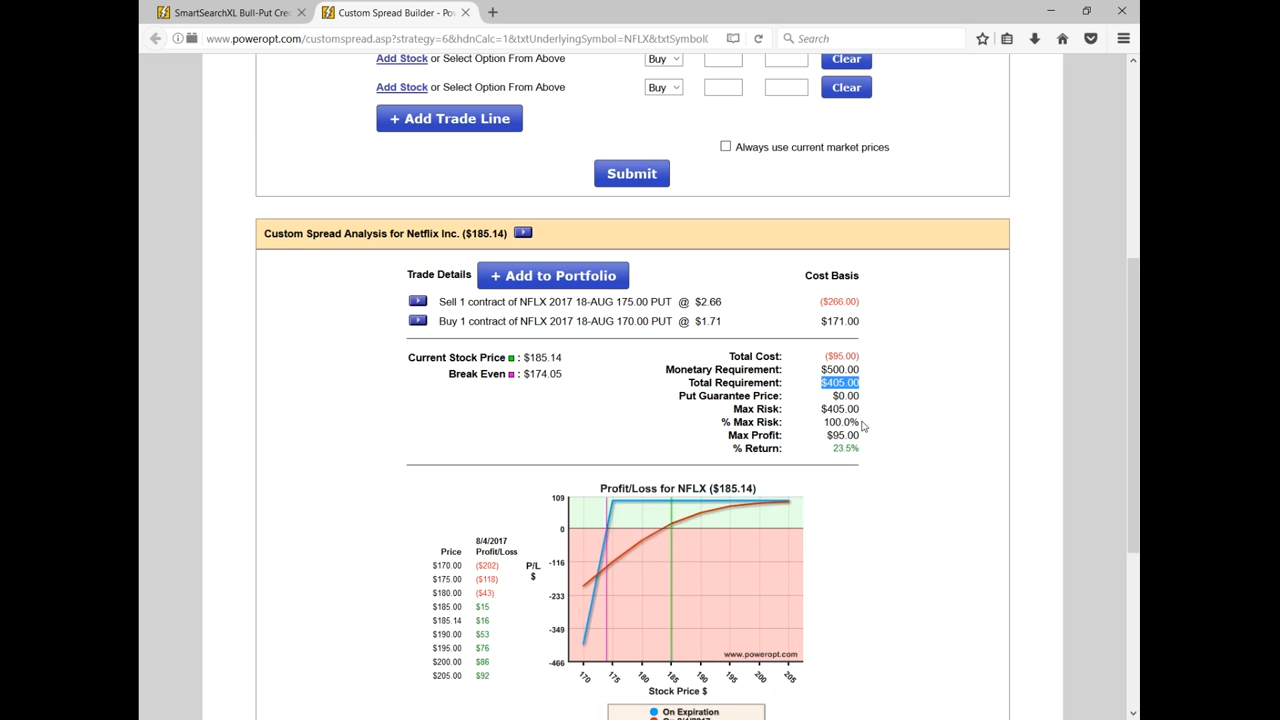 SmartSearchXL Bull-Put Cre
Custom Spread Builder - Po
www.poweropt.com/customspread.asp?strategy=6&hdnCalc=1&txtUnderlyingSymbol=NFLX&txtSymbol
Search
Add Stock or Select Option From Above Buy Clear
Add Stock or Select Option From Above Buy Clear
+ Add Trade Line
Always use current market prices
Submit
Custom Spread Analysis for Netflix Inc. ($185.14)
Trade Details + Add to Portfolio Cost Basis
Sell 1 contract of NFLX 2017 18-AUG 175.00 PUT @ $2.66 ($266.00)
Buy 1 contract of NFLX 2017 18-AUG 170.00 PUT @ $1.71 $171.00
Current Stock Price : $185.14
Break Even : $174.05
Total Cost: ($95.00)
Monetary Requirement: $500.00
Total Requirement: $405.00
Put Guarantee Price: $0.00
Max Risk: $405.00
% Max Risk: 100.0%
Max Profit: $95.00
% Return: 23.5%
8/4/2017
Price Profit/Loss
$170.00 ($202)
$175.00 ($118)
$180.00 ($43)
$185.00 $15
$185.14 $16
$190.00 $53
$195.00 $76
$200.00 $86
$205.00 $92
Profit/Loss for NFLX ($185.14)
P/L
$
109
0
-116
-233
-349
-466
www.poweropt.com
170 175 180 185 190 195 200 205
Stock Price $
On Expiration